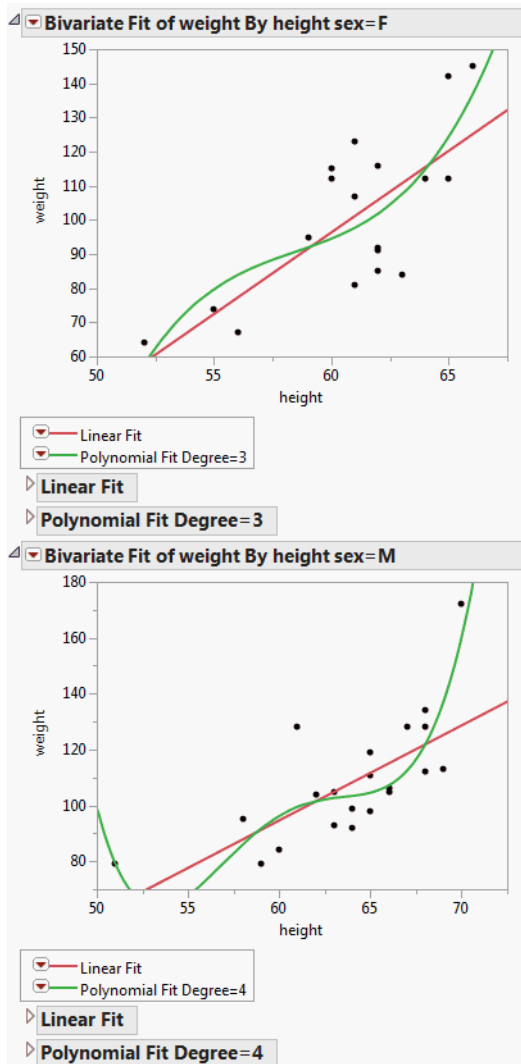 Bivariate Fit of weight By height sex=F
150
140
130
120
110
100
90
80
70
60
weight
50 55 60 65
height
Linear Fit
Polynomial Fit Degree=3
Linear Fit
Polynomial Fit Degree=3
Bivariate Fit of weight By height sex=M
180
160
140
120
100
80
weight
50 55 60 65 70
height
Linear Fit
Polynomial Fit Degree=4
Linear Fit
Polynomial Fit Degree=4